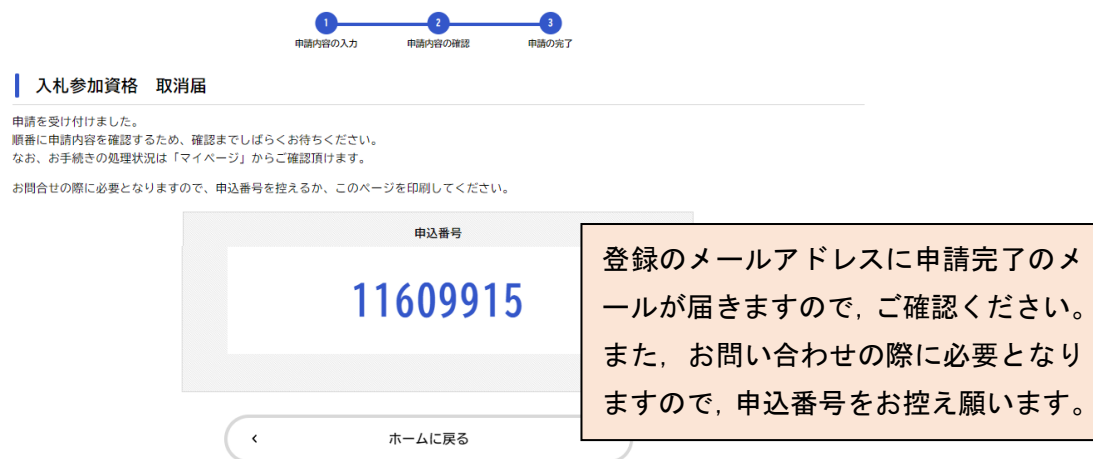 1 2 3
申請内容の入力 申請内容の確認 申請の完了
入札参加資格　取消届
申請を受け付けました。
順番に申請内容を確認するため、確認までしばらくお待ちください。
なお、お手続きの処理状況は「マイページ」からご確認頂けます。
お問合せの際に必要となりますので、申込番号を控えるか、このページを印刷してください。
申込番号
11609915
登録のメールアドレスに申請完了のメ
ールが届きますので,ご確認ください。
また，お問い合わせの際に必要となり
ますので,申込番号をお控え願います。
‹ ホームに戻る